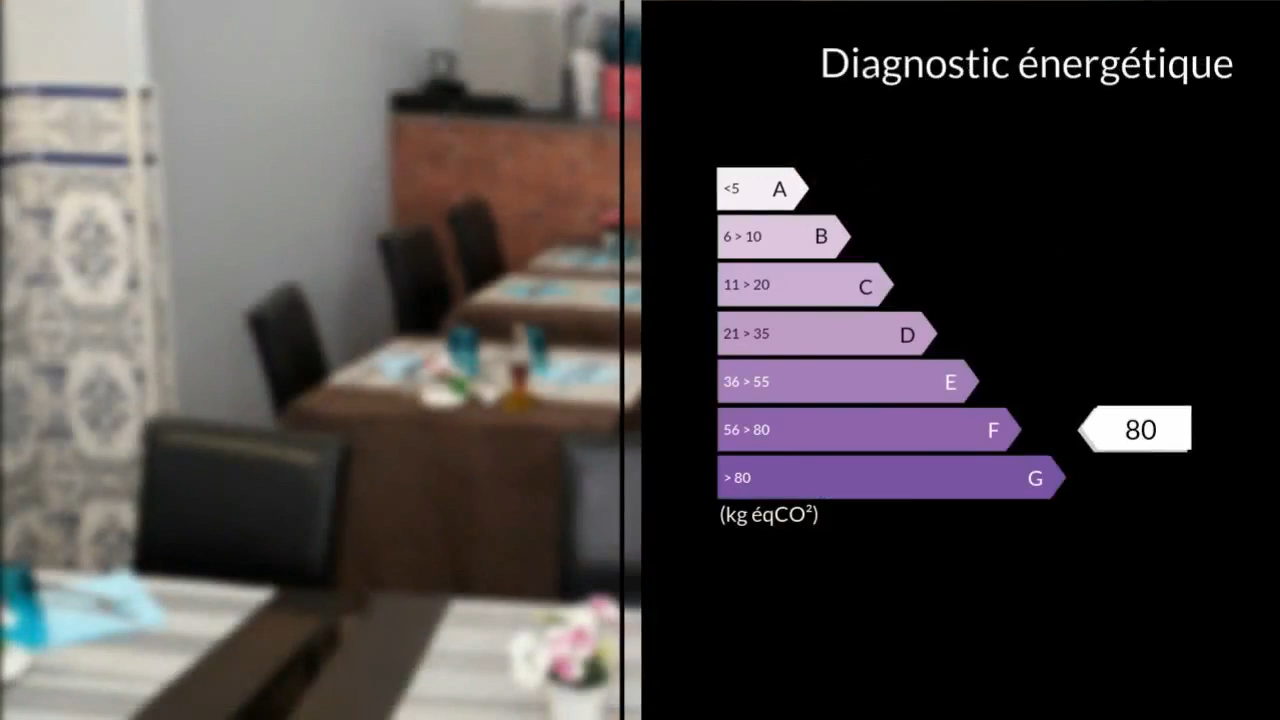 Diagnostic énergétique
<5 A
6 > 10 B
11 > 20 C
21 > 35 D
36 > 55 E
56 > 80 F
80
> 80 G
(kg éqCO²)